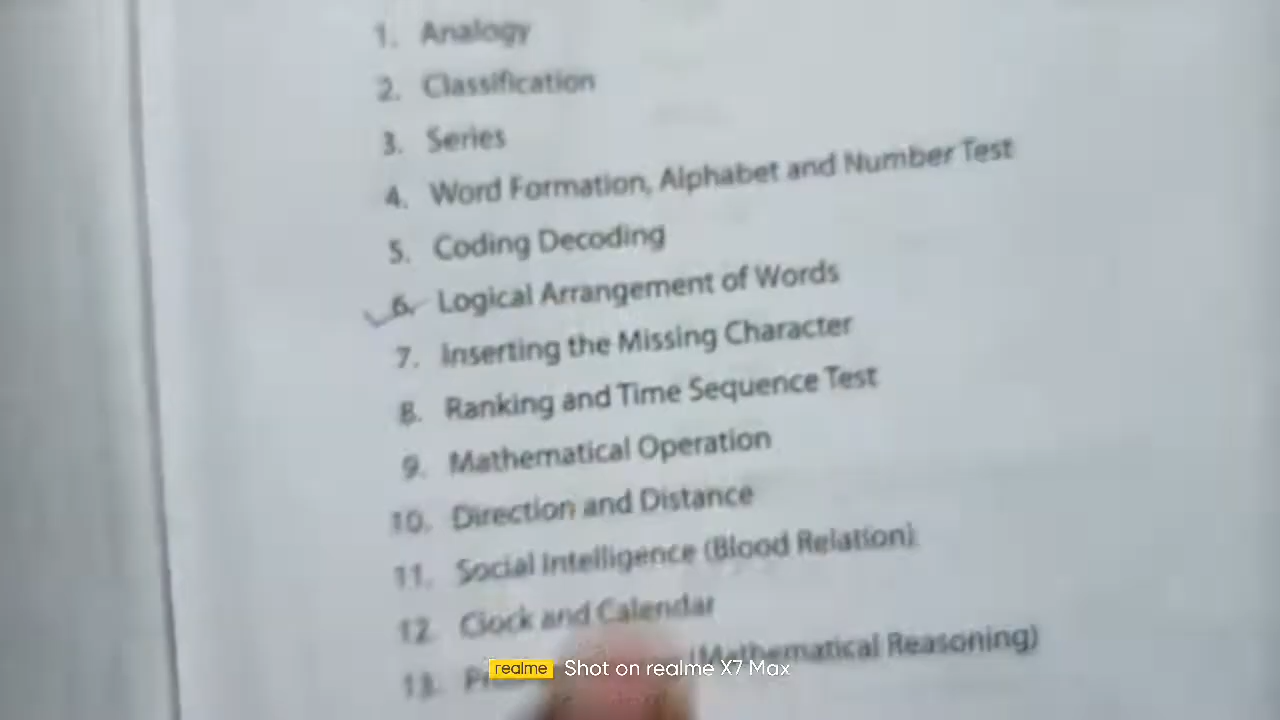 1. Analogy
2. Classification
3. Series
4. Word Formation, Alphabet and Number Test
5. Coding Decoding
6. Logical Arrangement of Words
7. Inserting the Missing Character
8. Ranking and Time Sequence Test
9. Mathematical Operation
10. Direction and Distance
11. Social Intelligence (Blood Relation)
12. Clock and Calendar
13. (Mathematical Reasoning)
realme Shot on realme X7 Max